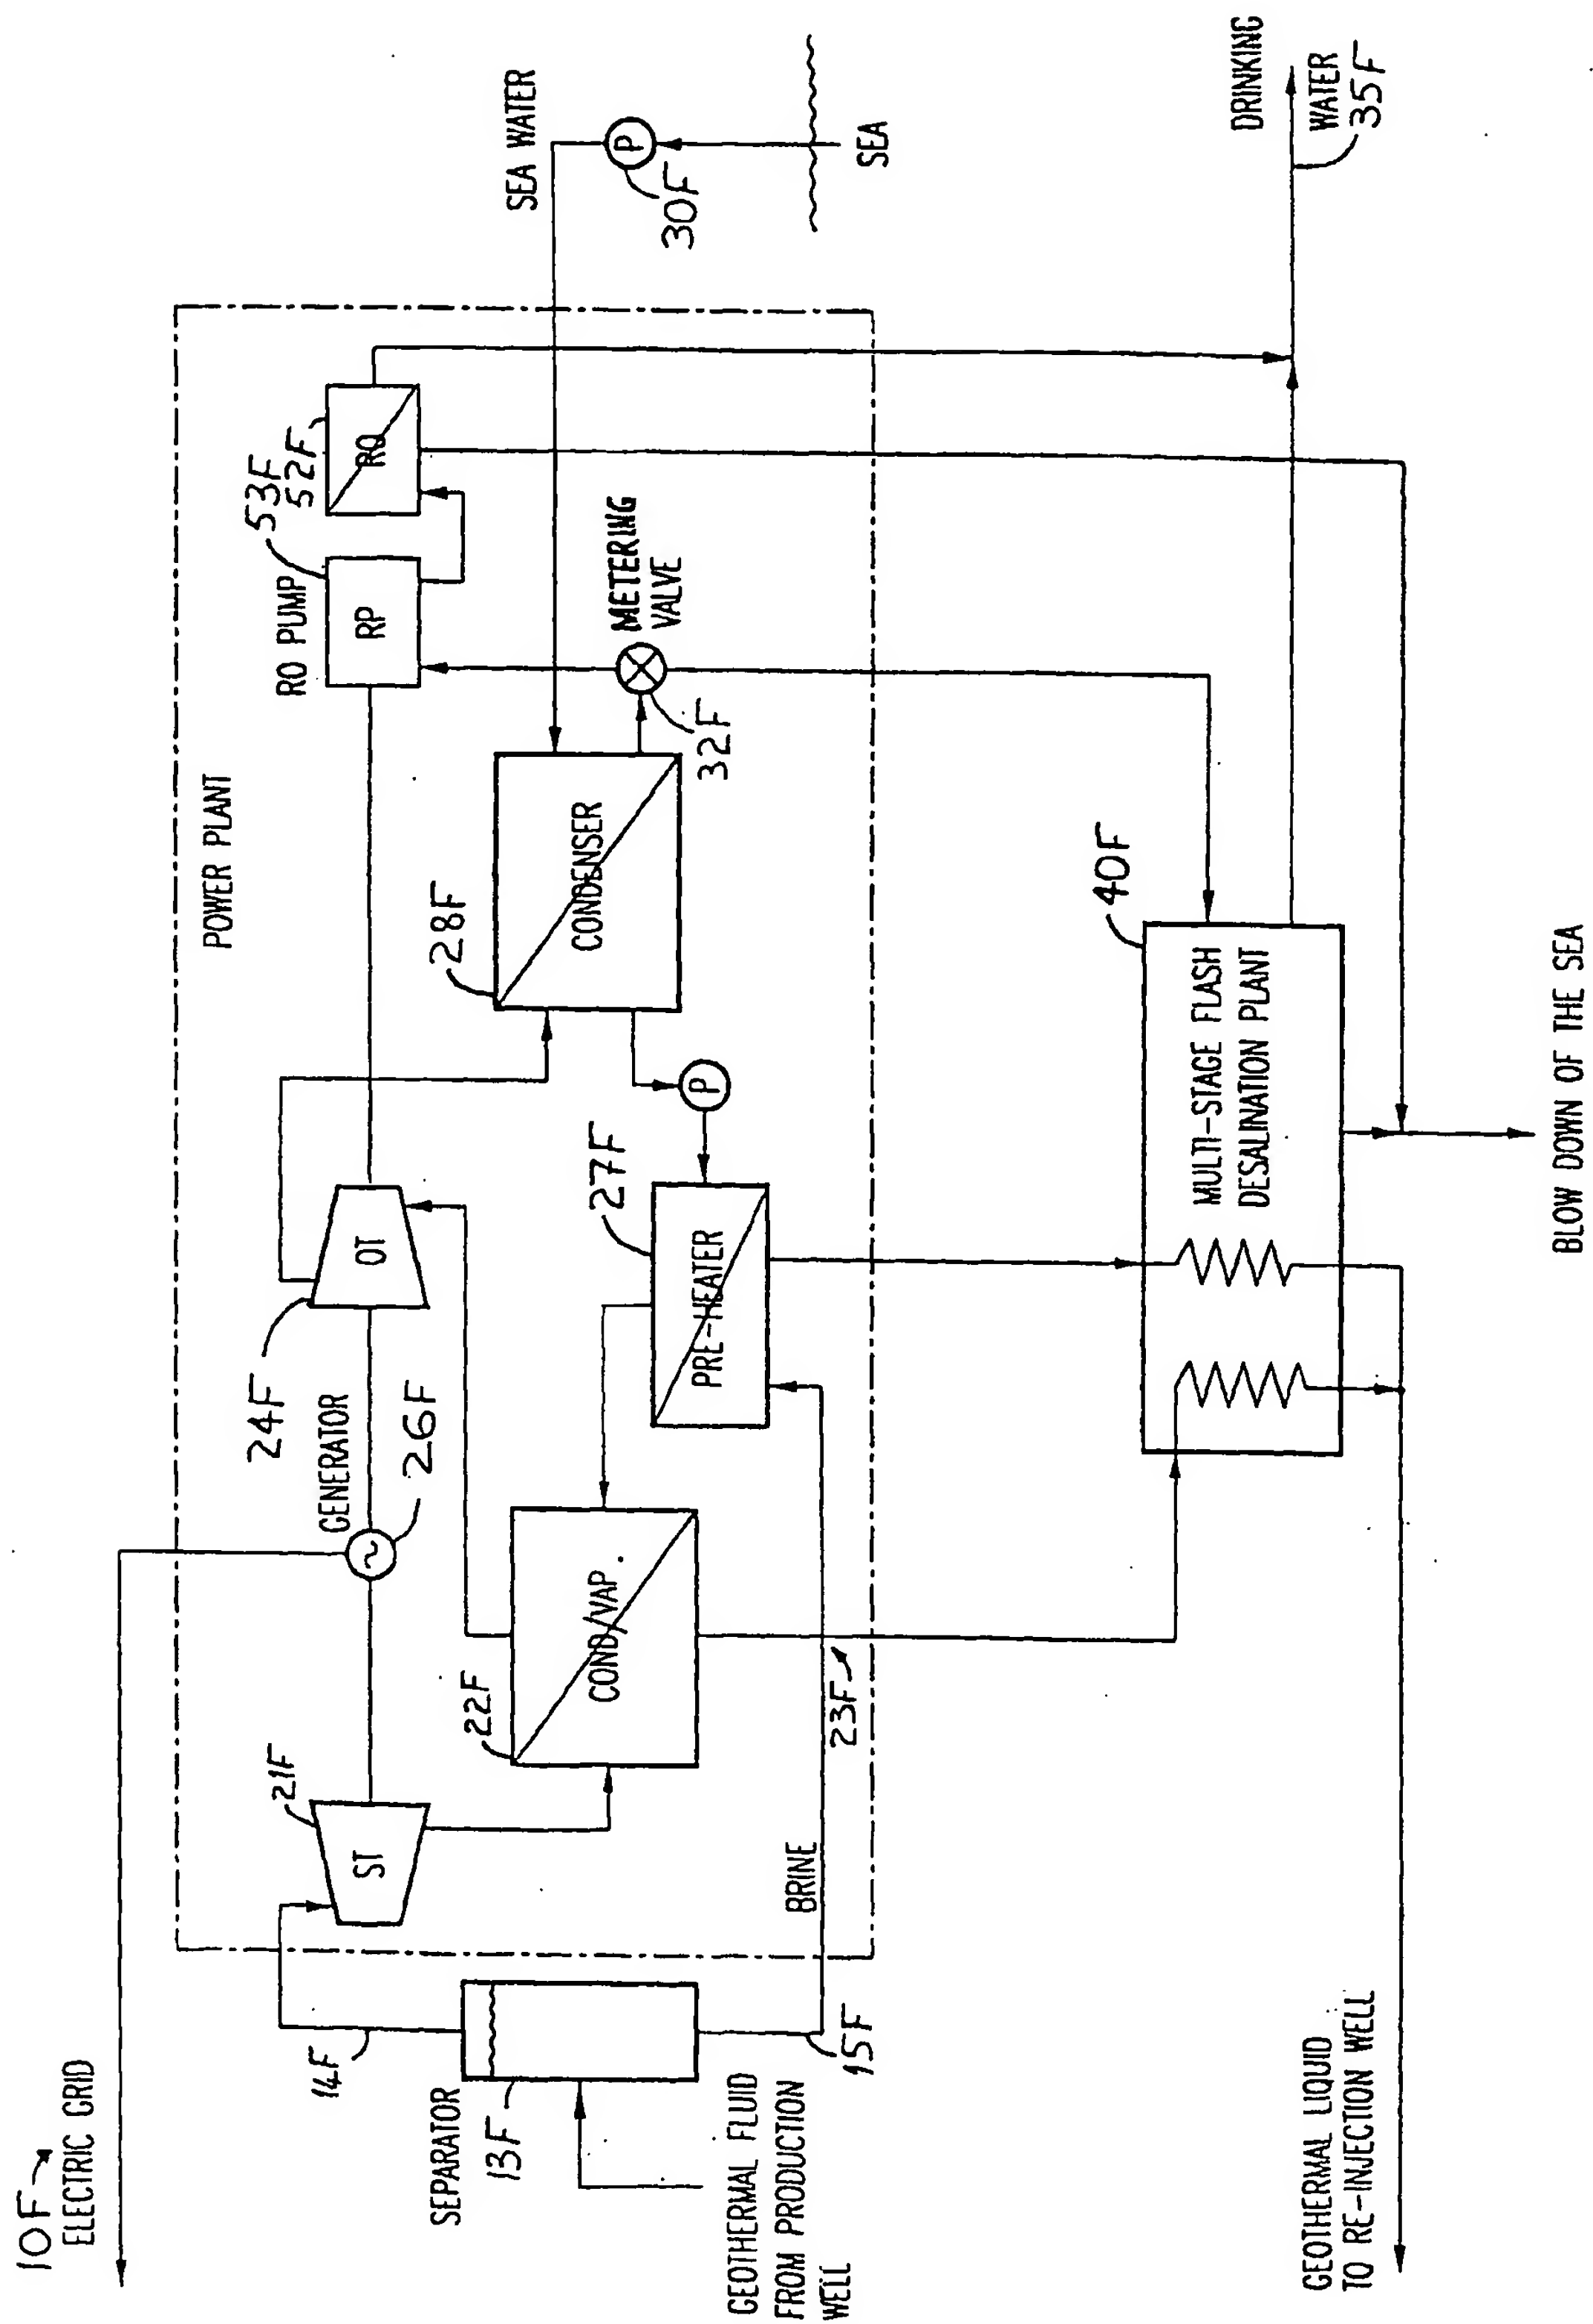 10F
ELECTRIC GRID
14F
SEPARATOR
13F
GEOTHERMAL FLUID
FROM PRODUCTION
WELL
15F
BRINE
23F
21F
ST
22F
COND/VAP.
GENERATOR
26F
24F
OT
27F
PRE-HEATER
P
28F
CONDENSER
POWER PLANT
32F
METERING
VALVE
RO PUMP
RP
53F
52F
RO
SEA WATER
P
30F
SEA
DRINKING
WATER
35F
40F
MULTI-STAGE FLASH
DESALINATION PLANT
BLOW DOWN OF THE SEA
GEOTHERMAL LIQUID
TO RE-INJECTION WELL